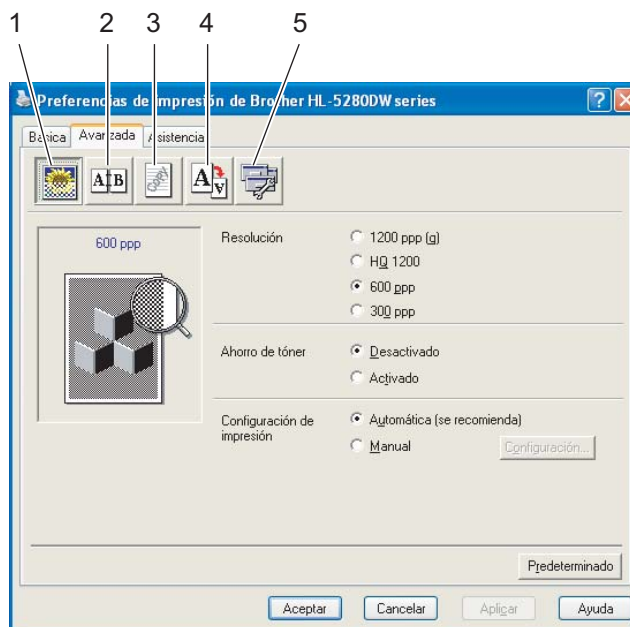 1 2 3 4 5
Preferencias de impresión de Brother HL-5280DW series
Básica Avanzada Asistencia
A B Copy A A
600 ppp
Resolución
1200 ppp (g)
HQ 1200
600 ppp
300 ppp
Ahorro de tóner
Desactivado
Activado
Configuración de
impresión
Automática (se recomienda)
Manual
Configuración...
Predeterminado
Aceptar Cancelar Aplicar Ayuda